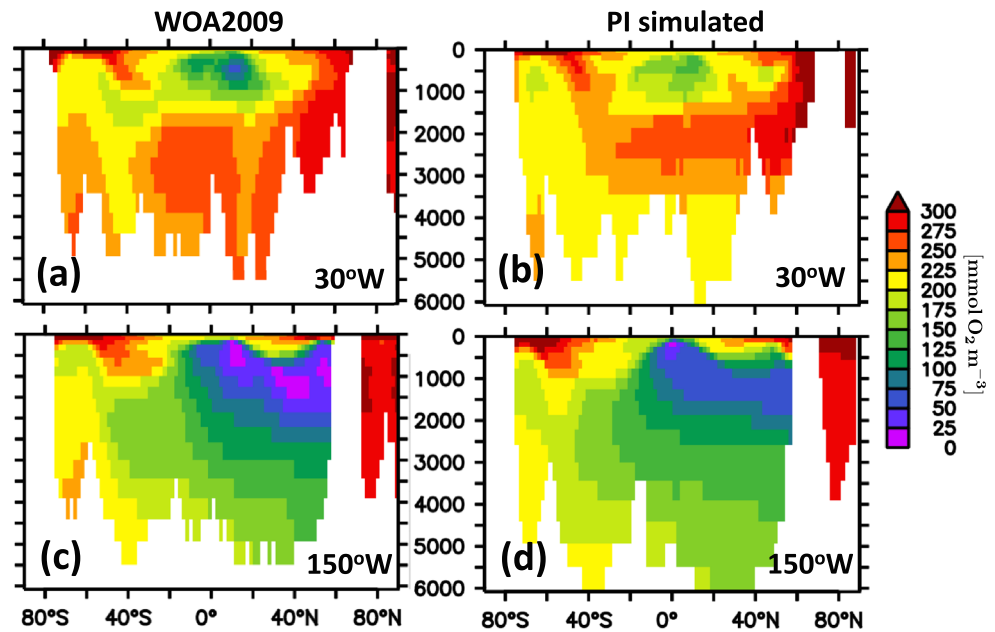 WOA2009
PI simulated
0
1000
2000
3000
4000
5000
6000
(a)
30°W
(b)
30°W
0
1000
2000
3000
4000
5000
6000
(c)
150°W
(d)
150°W
80°S 40°S 0° 40°N 80°N
80°S 40°S 0° 40°N 80°N
300
275
250
225
200
175
150
125
100
75
50
25
0
[mmol O₂ m⁻³]